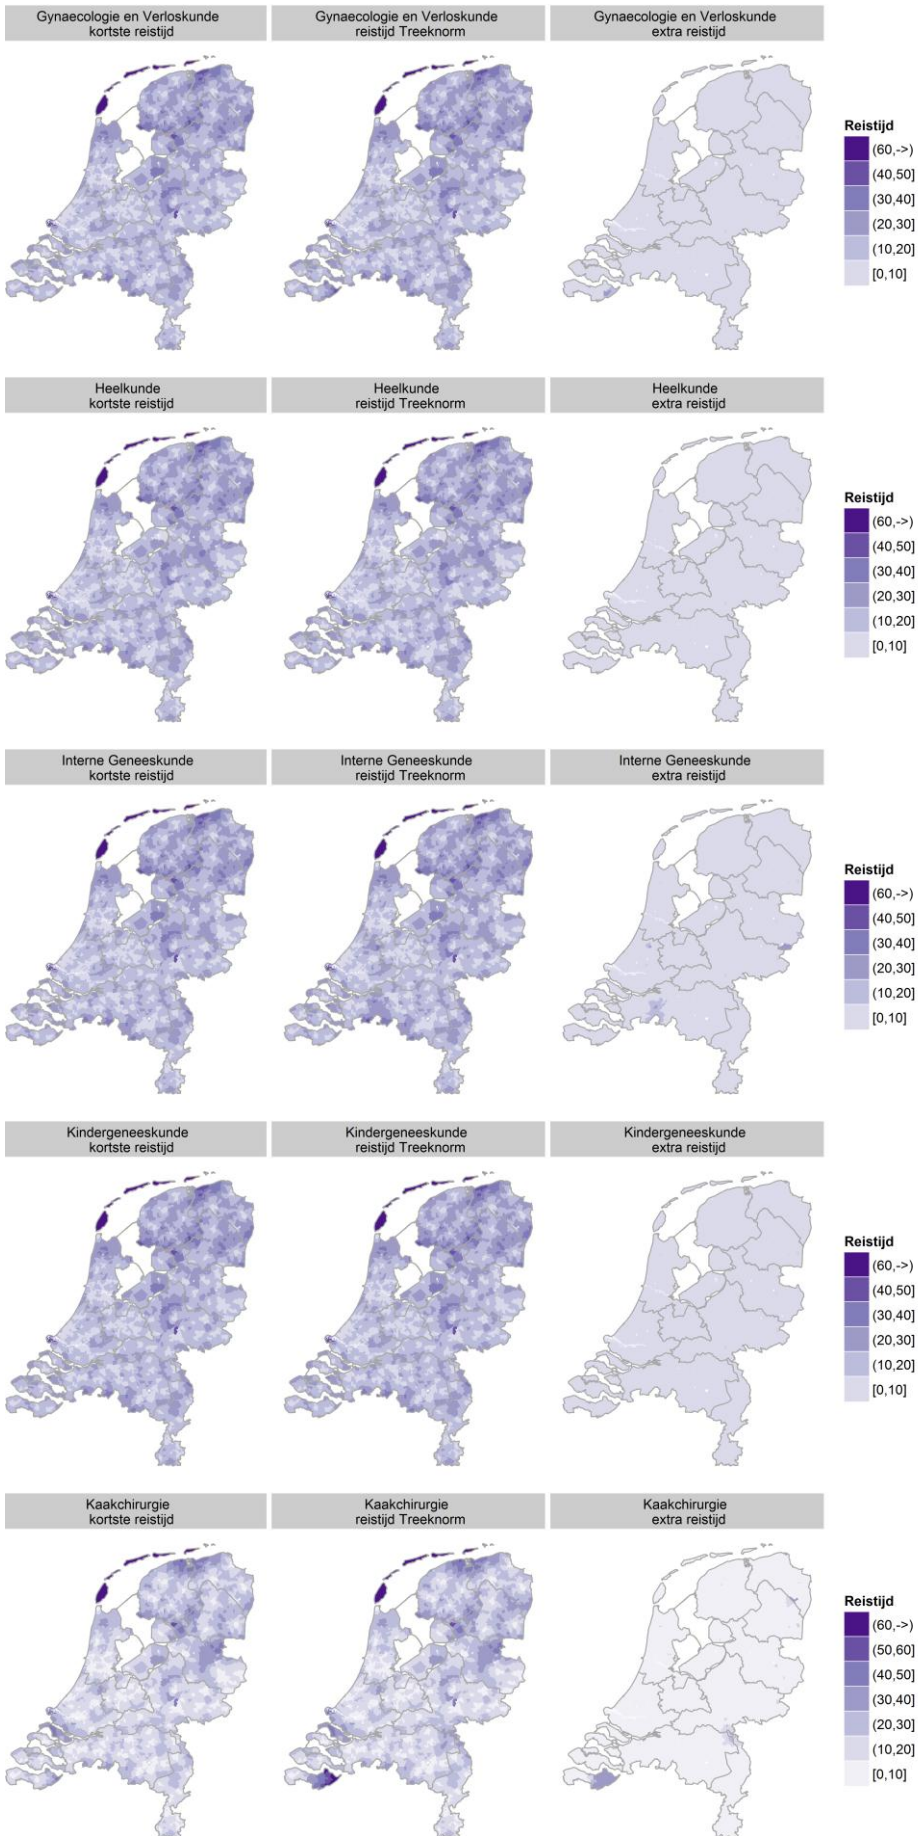 Gynaecologie en Verloskunde
kortste reistijd
Gynaecologie en Verloskunde
reistijd Treeknorm
Gynaecologie en Verloskunde
extra reistijd
Reistijd
(60,->)
(40,50]
(30,40]
(20,30]
(10,20]
[0,10]
Heelkunde
kortste reistijd
Heelkunde
reistijd Treeknorm
Heelkunde
extra reistijd
Reistijd
(60,->)
(40,50]
(30,40]
(20,30]
(10,20]
[0,10]
Interne Geneeskunde
kortste reistijd
Interne Geneeskunde
reistijd Treeknorm
Interne Geneeskunde
extra reistijd
Reistijd
(60,->)
(40,50]
(30,40]
(20,30]
(10,20]
[0,10]
Kindergeneeskunde
kortste reistijd
Kindergeneeskunde
reistijd Treeknorm
Kindergeneeskunde
extra reistijd
Reistijd
(60,->)
(40,50]
(30,40]
(20,30]
(10,20]
[0,10]
Kaakchirurgie
kortste reistijd
Kaakchirurgie
reistijd Treeknorm
Kaakchirurgie
extra reistijd
Reistijd
(60,->)
(50,60]
(40,50]
(30,40]
(20,30]
(10,20]
[0,10]